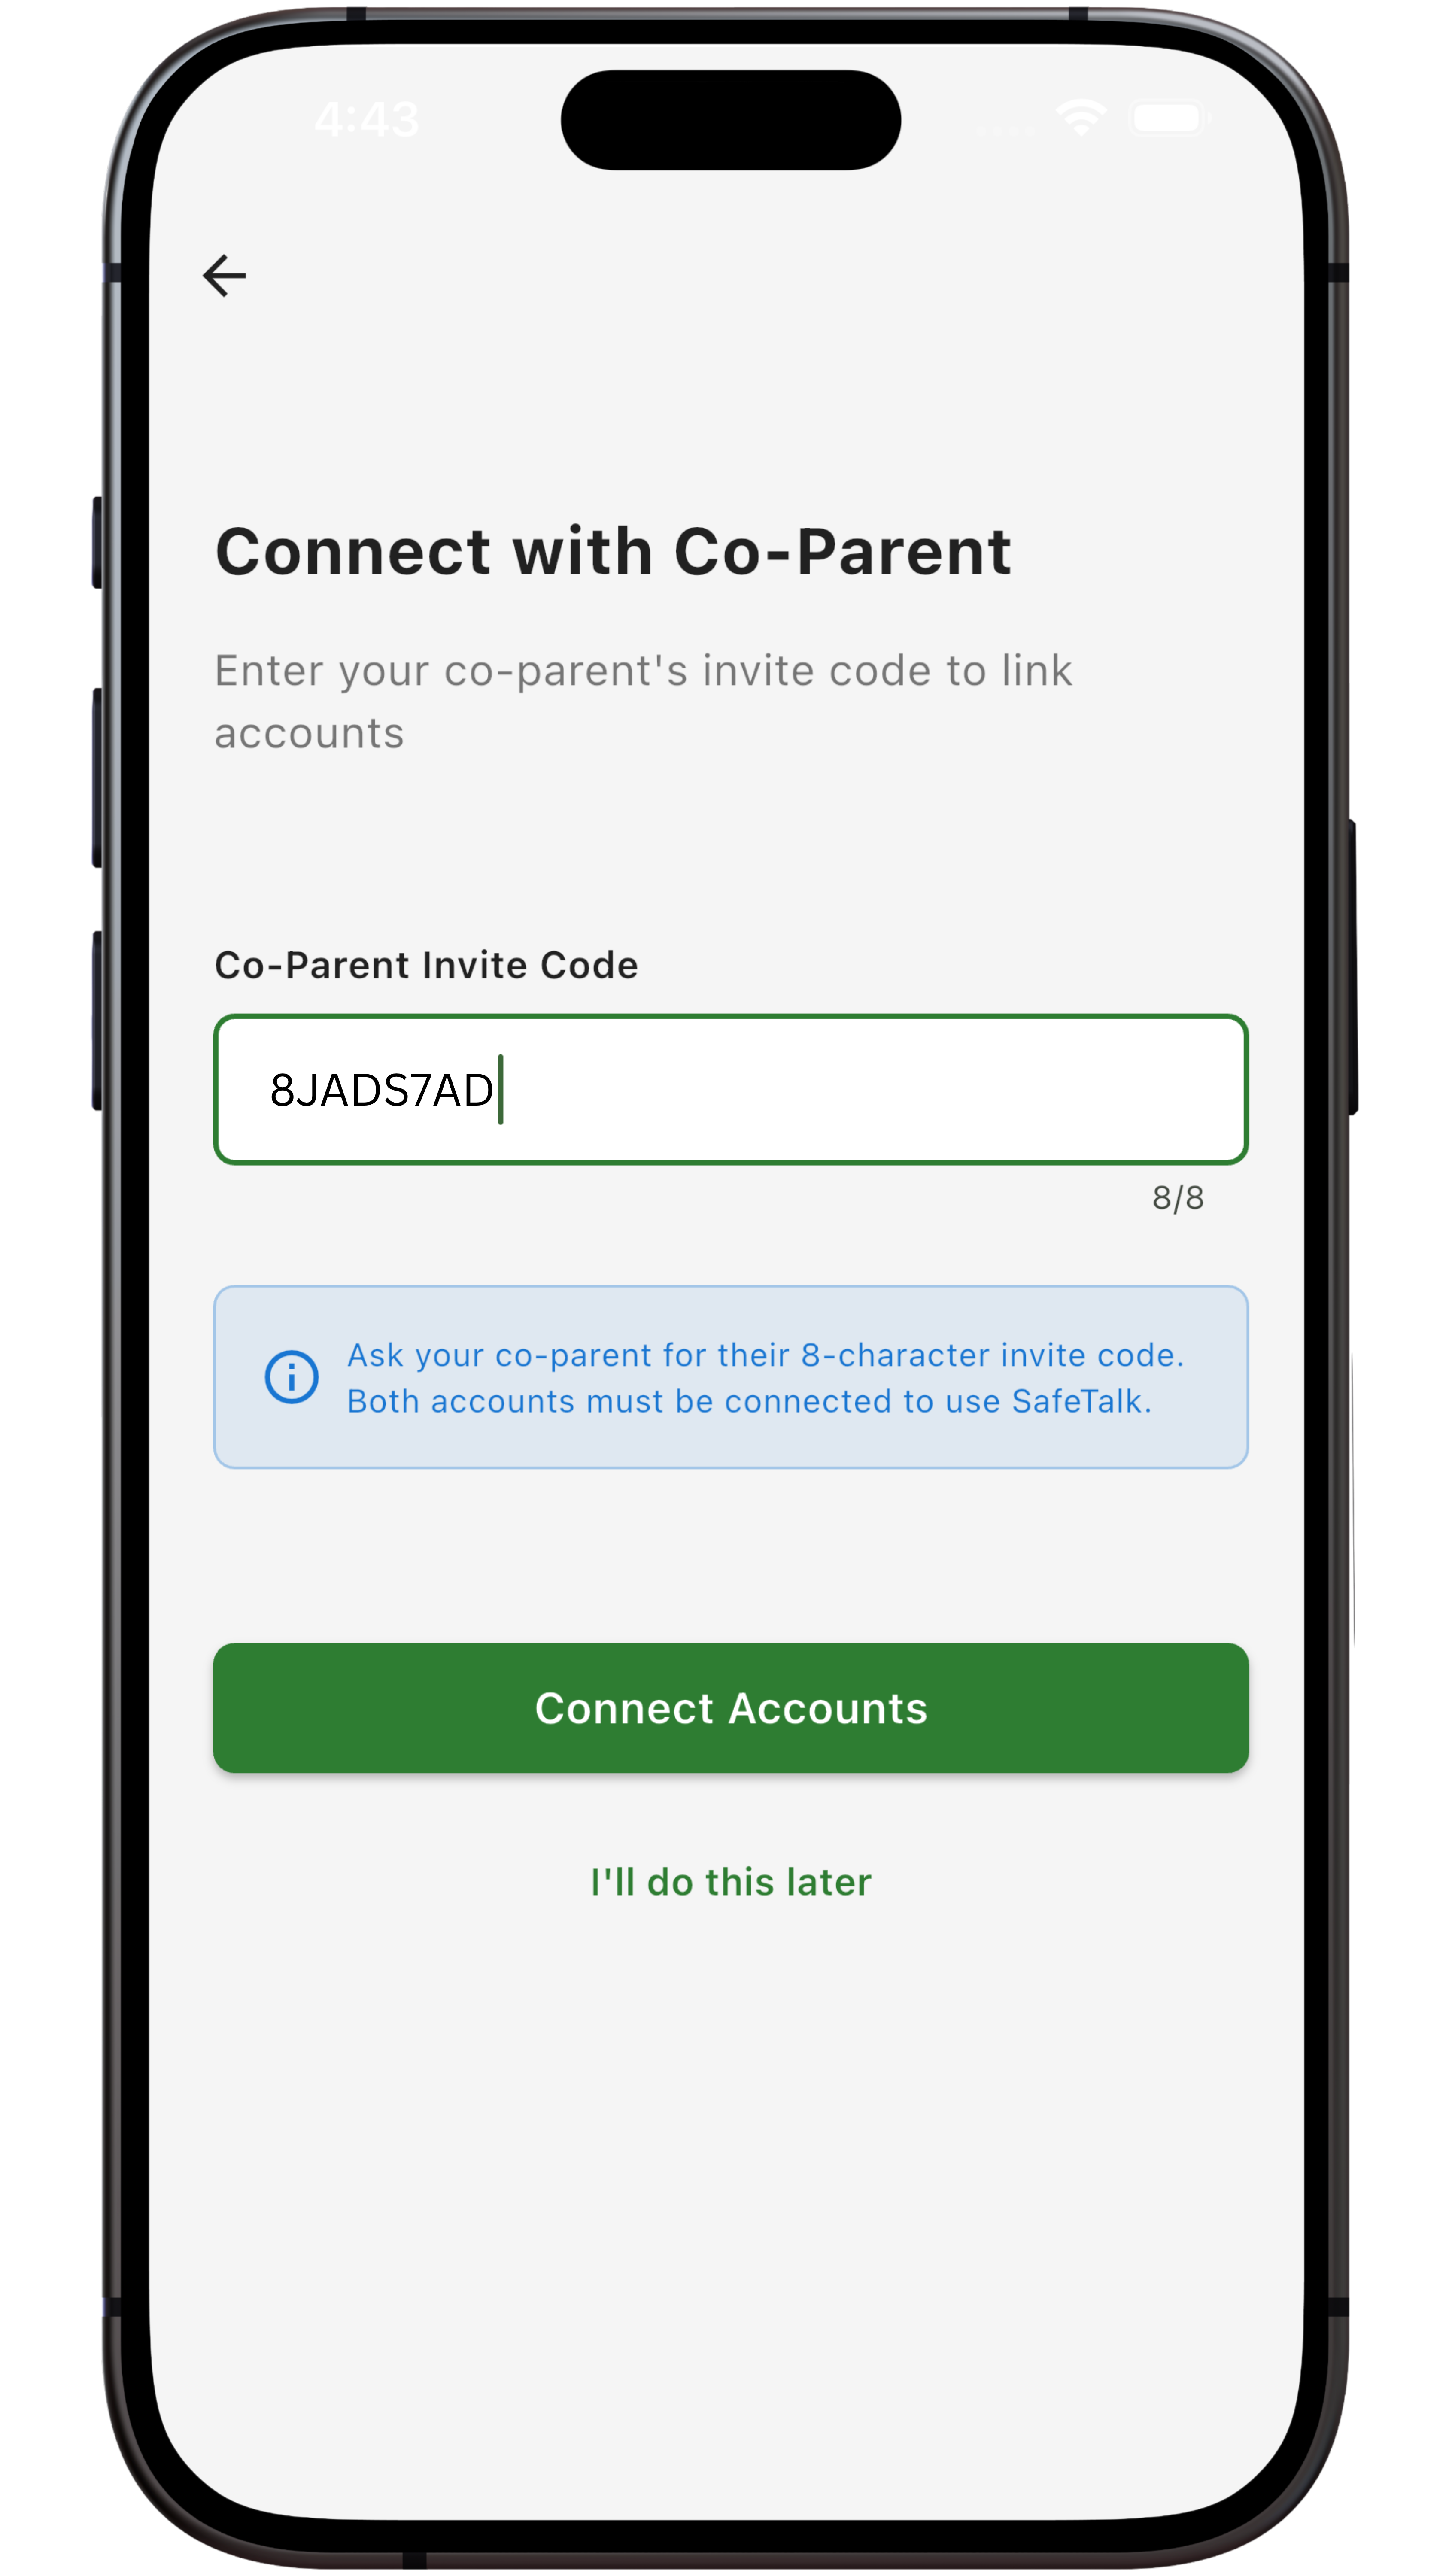 4:43
Connect with Co-Parent
Enter your co-parent's invite code to link
accounts
Co-Parent Invite Code
8JADS7AD
8/8
Ask your co-parent for their 8-character invite code.
Both accounts must be connected to use SafeTalk.
Connect Accounts
I'll do this later